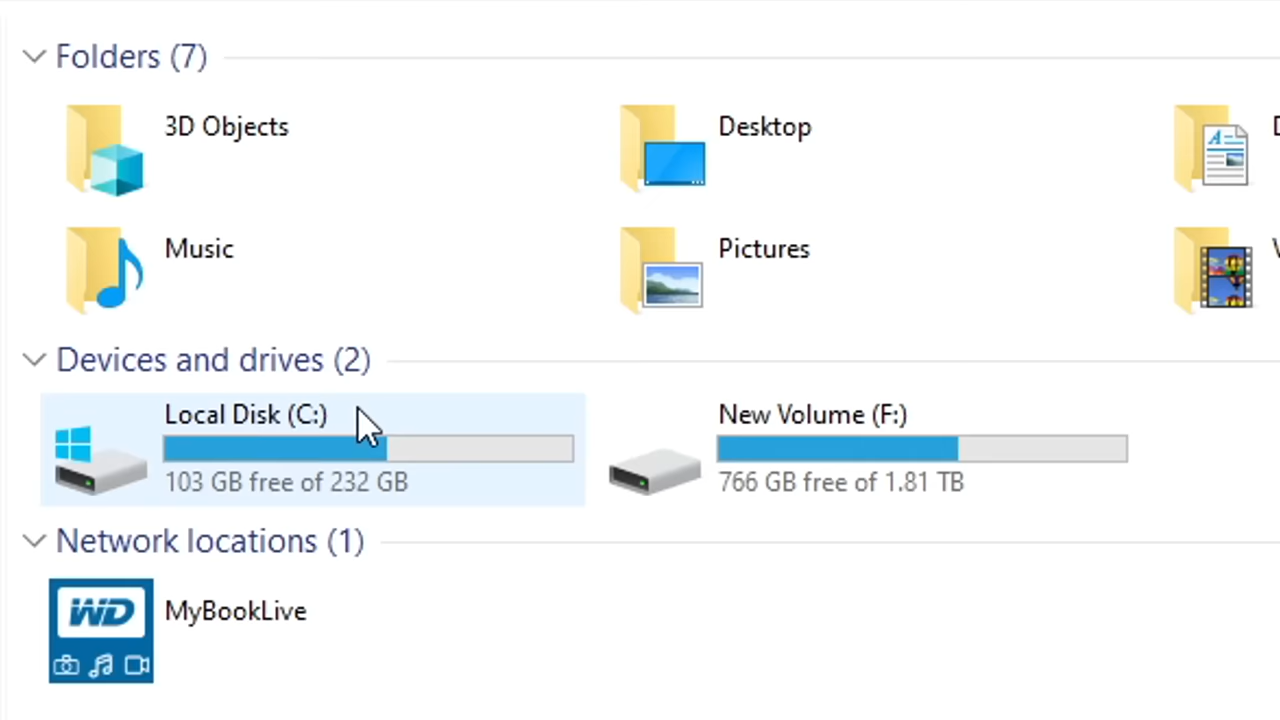 Folders (7)
3D Objects
Desktop
Music
Pictures
Devices and drives (2)
Local Disk (C:)
New Volume (F:)
103 GB free of 232 GB
766 GB free of 1.81 TB
Network locations (1)
WD
MyBookLive